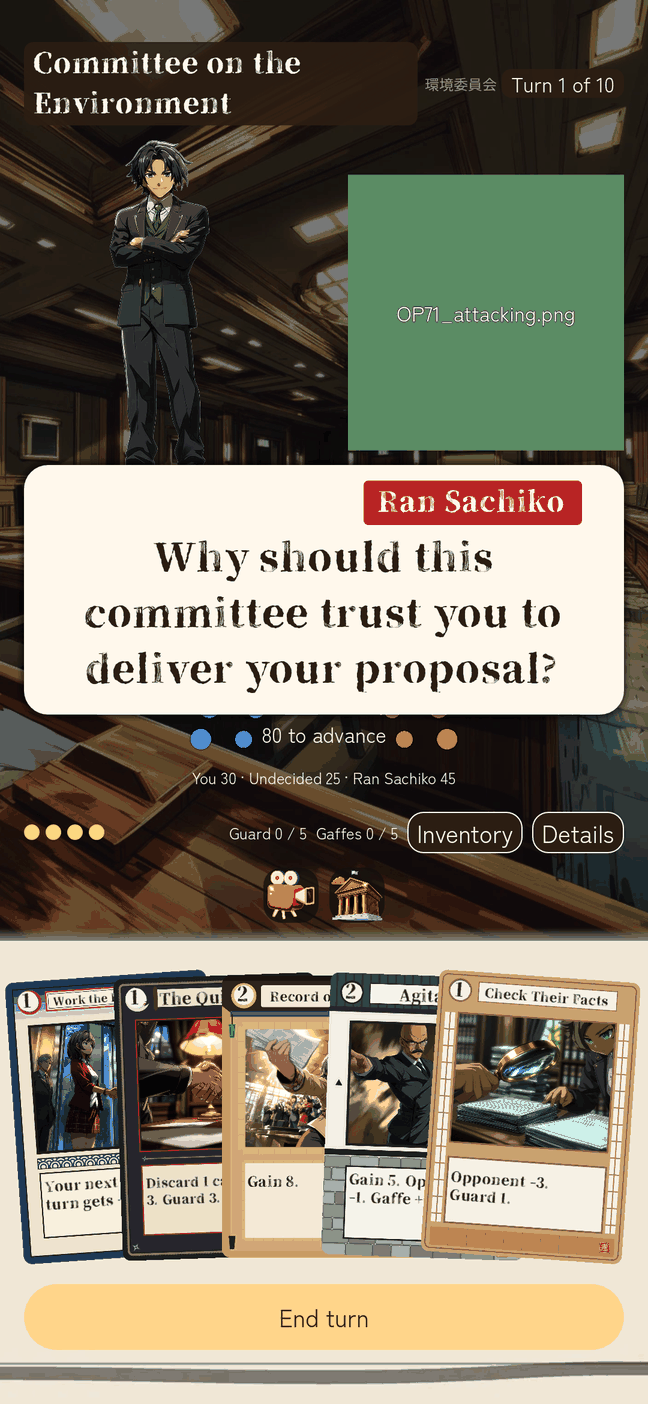 Committee on the
Environment
環境委員会
Turn 1 of 10
OP71_attacking.png
Ran Sachiko
Why should this
committee trust you to
deliver your proposal?
80 to advance
You 30 · Undecided 25 · Ran Sachiko 45
Guard 0 / 5 Gaffes 0 / 5
Inventory
Details
1 Work the
Your next
turn gets
1 The
Discard 1
3. Guard 3.
2 Record
Gain 8.
2
Gain 5.
-1. Gaffe +
1 Check Their Facts
Opponent -3.
Guard 1.
End turn